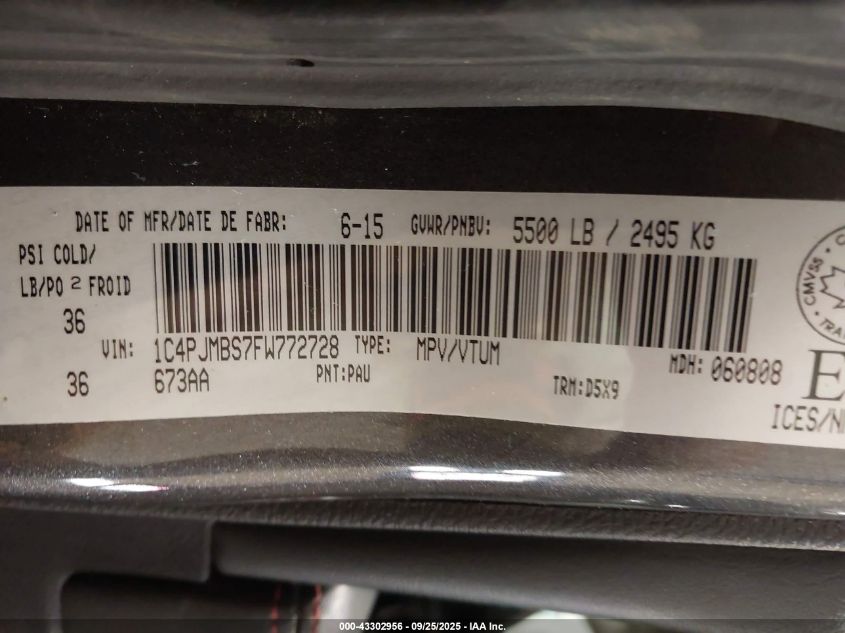 DATE OF MFR/DATE DE FABR: 6-15 GVWR/PNBV: 5500 LB / 2495 KG
PSI COLD/
LB/PO 2 FROID
36
VIN: 1C4PJMBS7FW772728 TYPE: MPV/VTUM MDH: 060808
36 673AA PNT:PAU TRM:D5X9
CMVSS
E
ICES/N
000-43302956 - 09/25/2025 - IAA Inc.